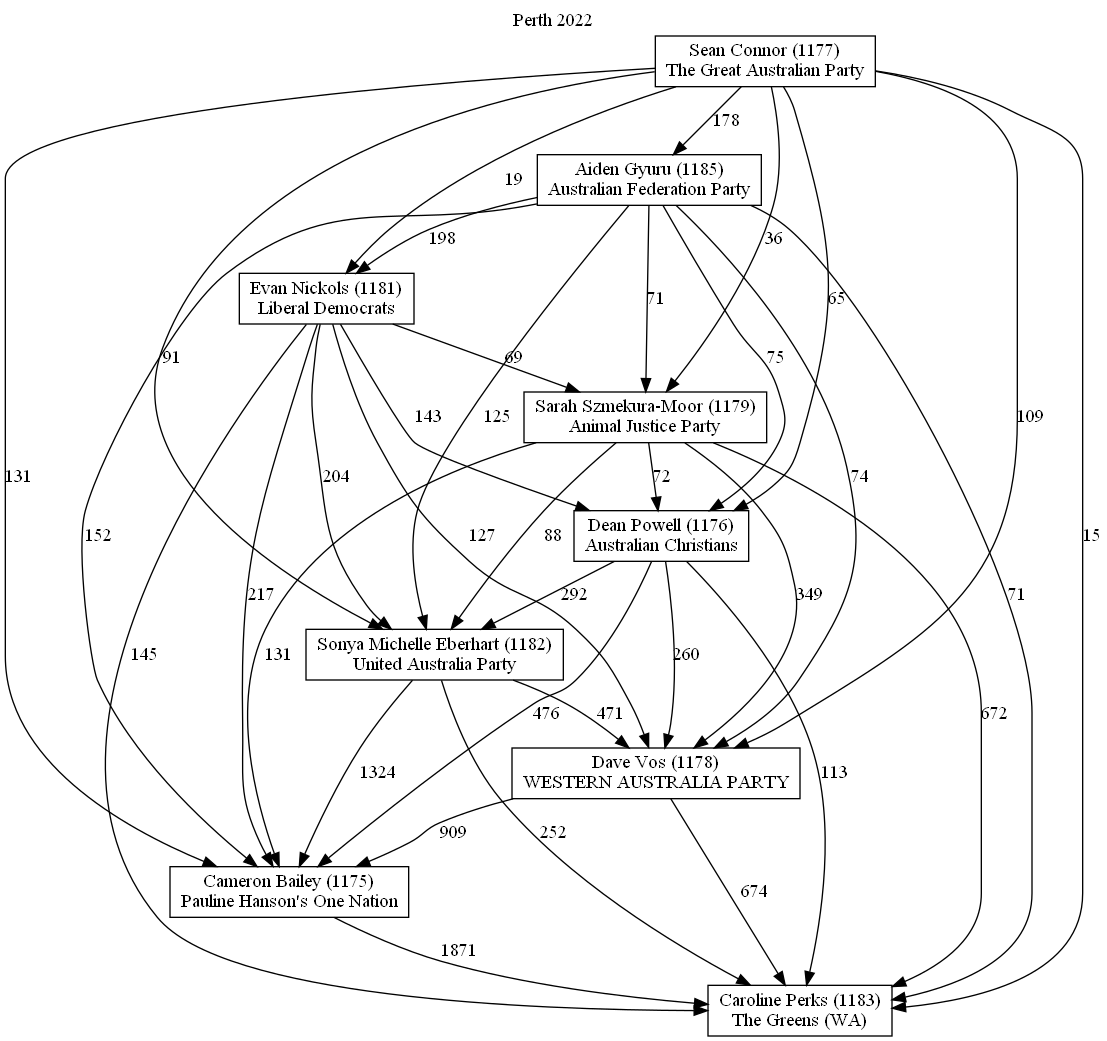 Perth 2022
Sean Connor (1177)
The Great Australian Party
178
Aiden Gyuru (1185)
Australian Federation Party
19
198
36
Evan Nickols (1181)
Liberal Democrats
71
65
91
69
75
Sarah Szmekura-Moor (1179)
Animal Justice Party
143
125
109
131
204
72
74
152
127
88
Dean Powell (1176)
Australian Christians
217
292
349
71
145
131
Sonya Michelle Eberhart (1182)
United Australia Party
260
476
471
672
Dave Vos (1178)
WESTERN AUSTRALIA PARTY
1324
113
909
252
Cameron Bailey (1175)
Pauline Hanson's One Nation
674
1871
Caroline Perks (1183)
The Greens (WA)
15